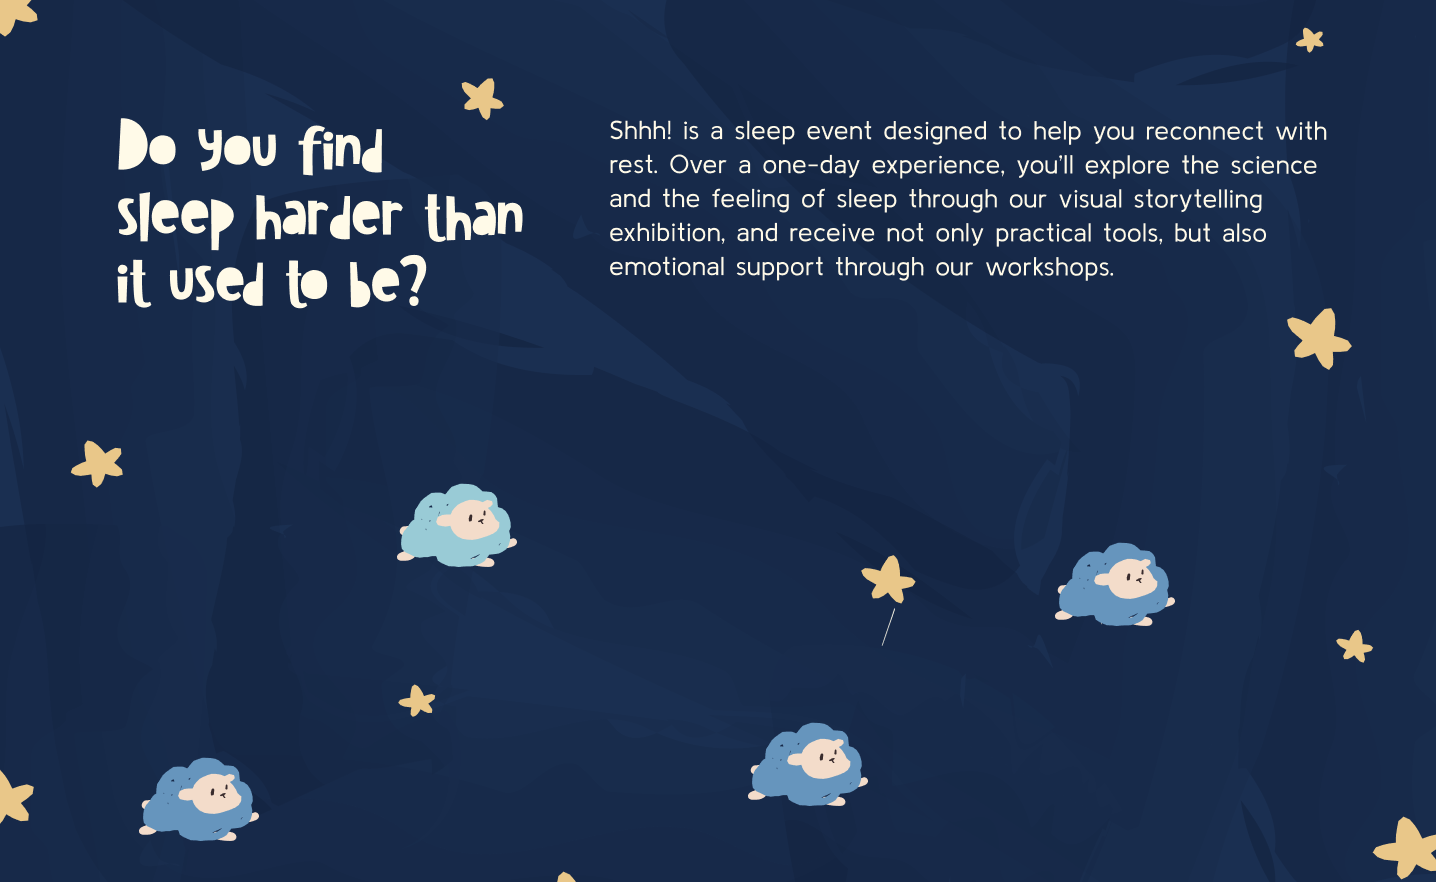 Do you find
sleep harder than
it used to be?
Shhh! is a sleep event designed to help you reconnect with
rest. Over a one-day experience, you'll explore the science
and the feeling of sleep through our visual storytelling
exhibition, and receive not only practical tools, but also
emotional support through our workshops.